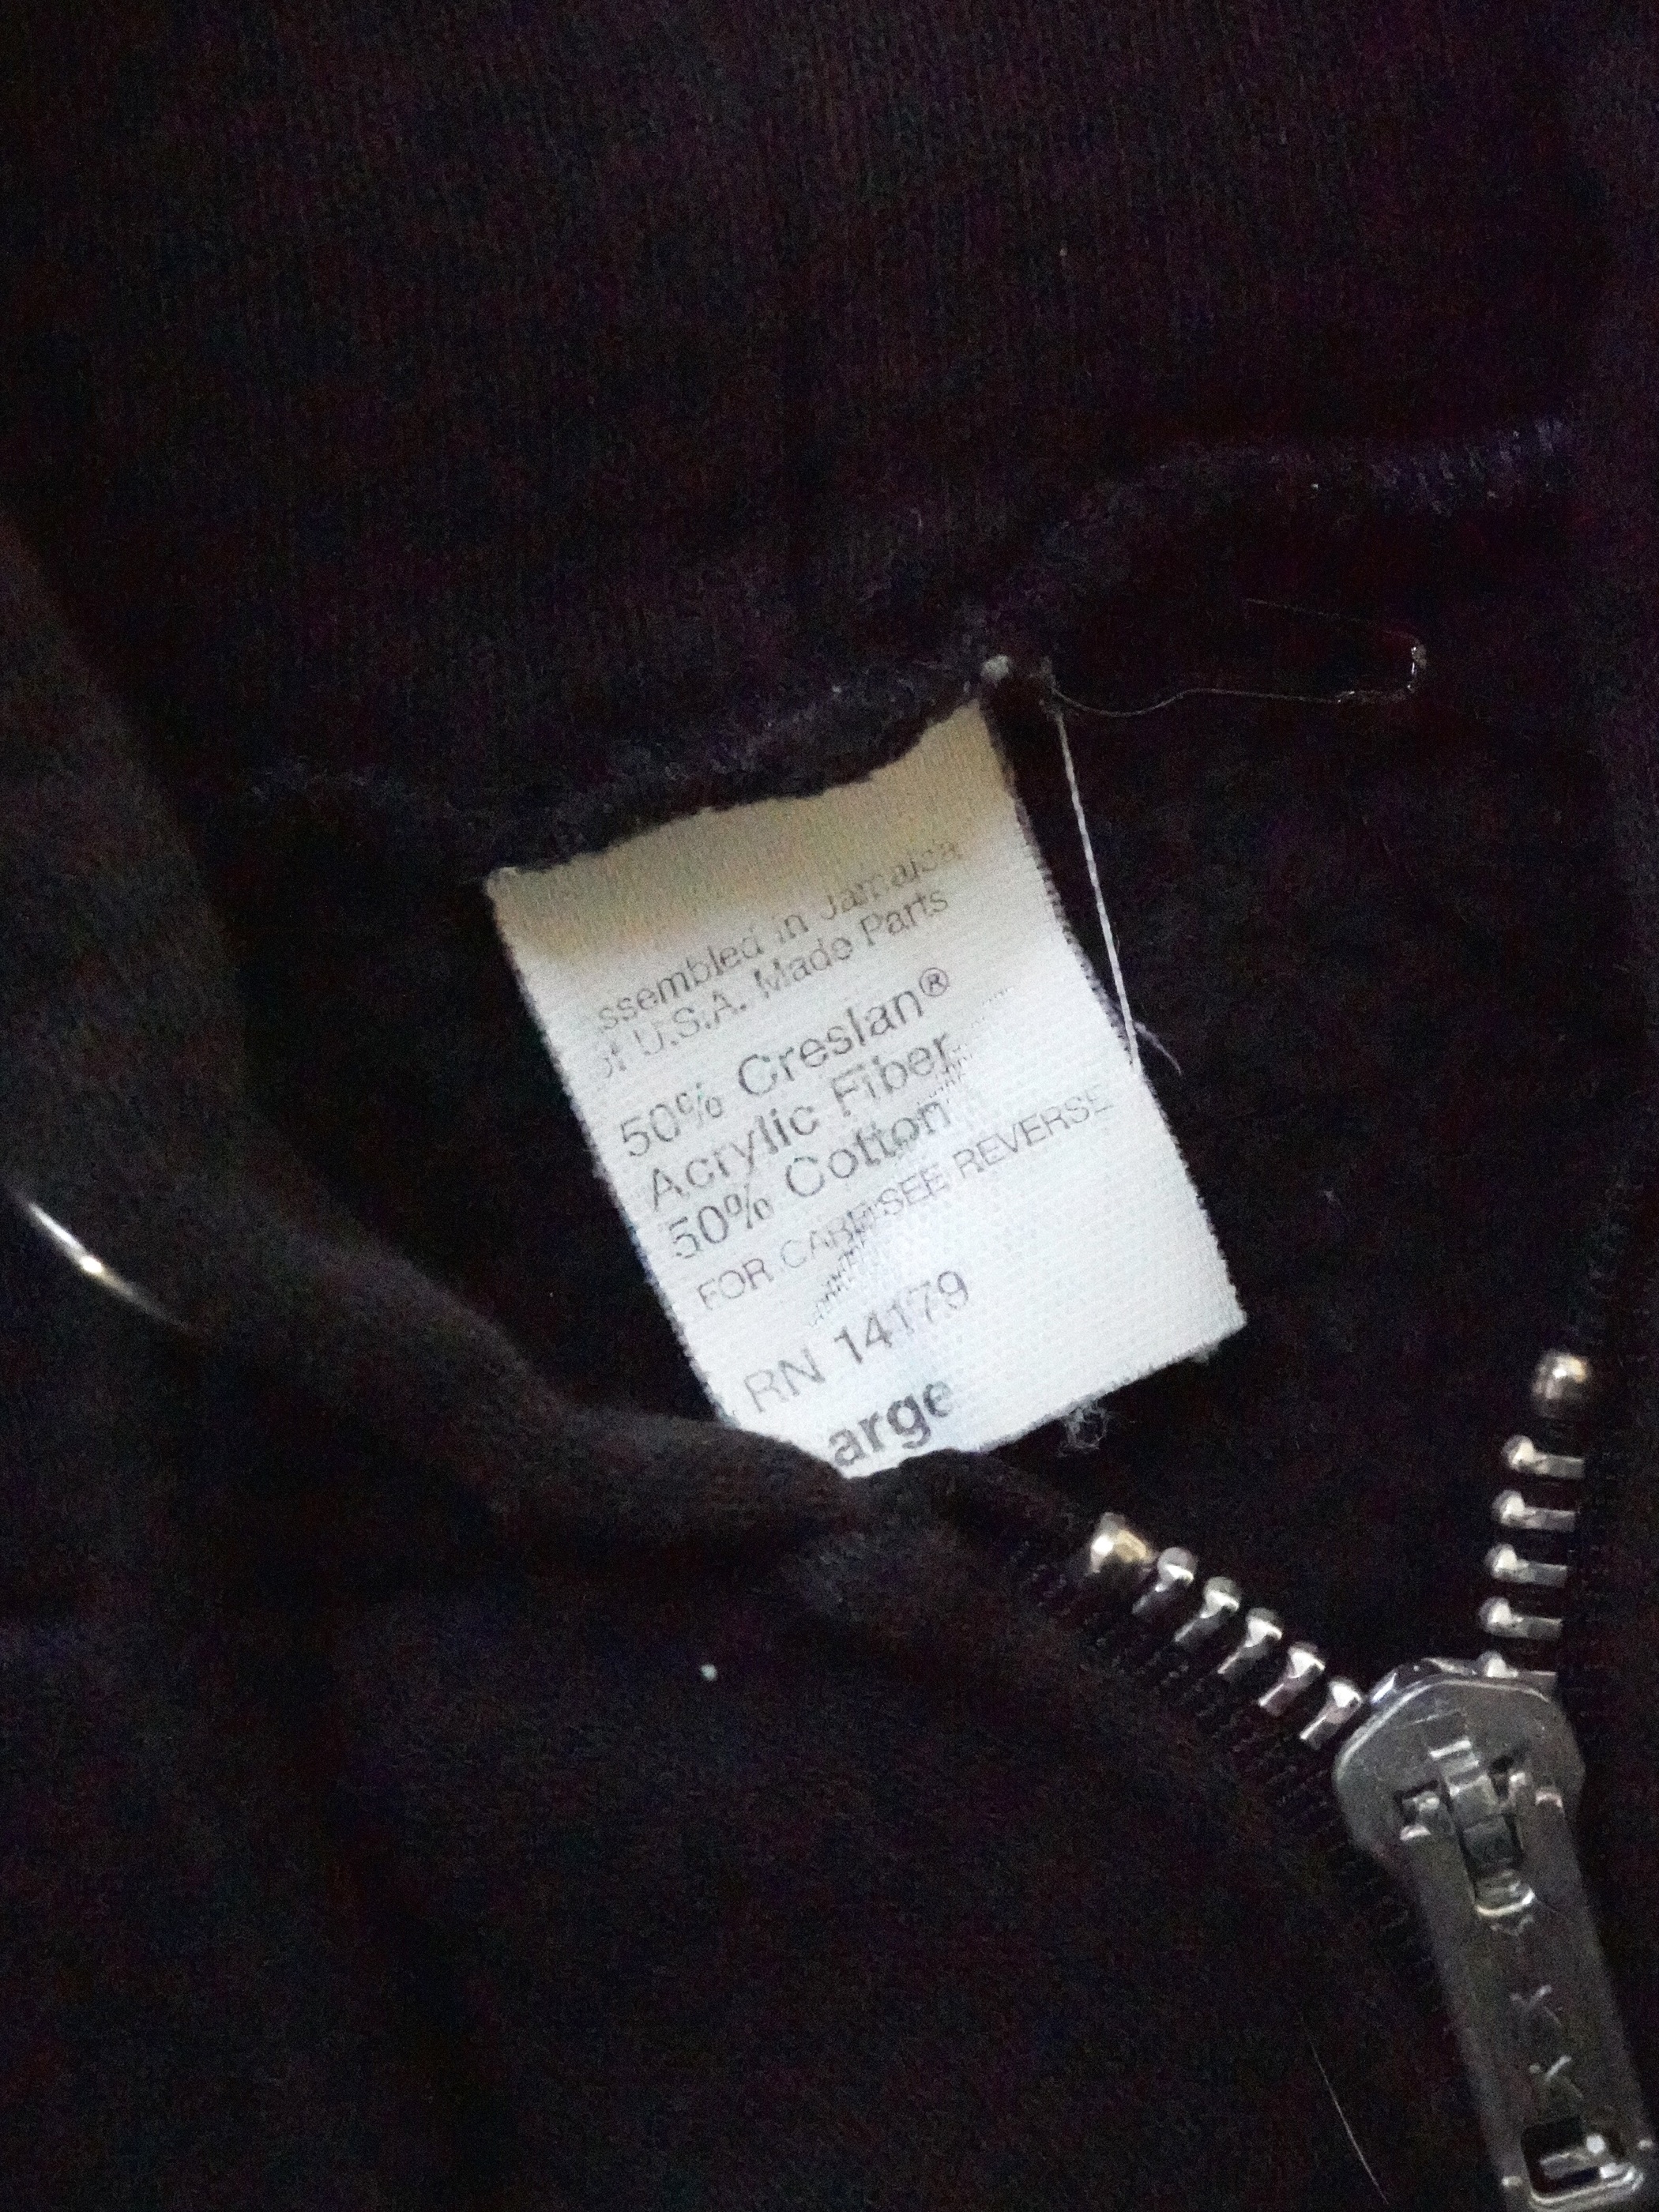 ssembled in Jamaica
of U.S.A. Made Parts
50% Creslan®
Acrylic Fiber
50% Cotton
FOR CARE SEE REVERSE
RN 14179
arge
YKK